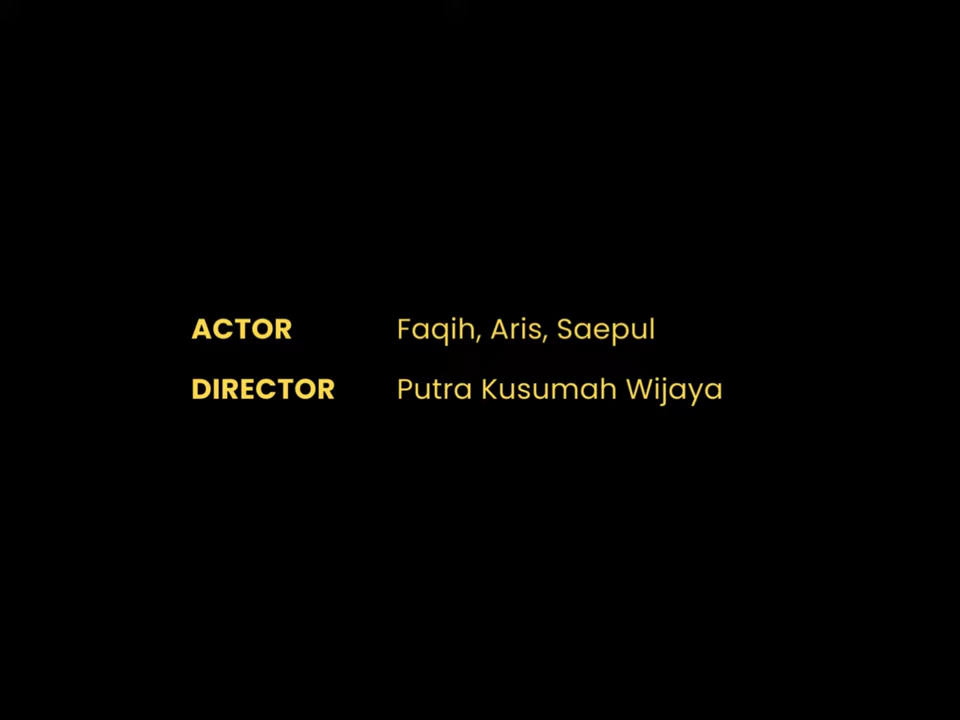 ACTOR Faqih, Aris, Saepul
DIRECTOR Putra Kusumah Wijaya